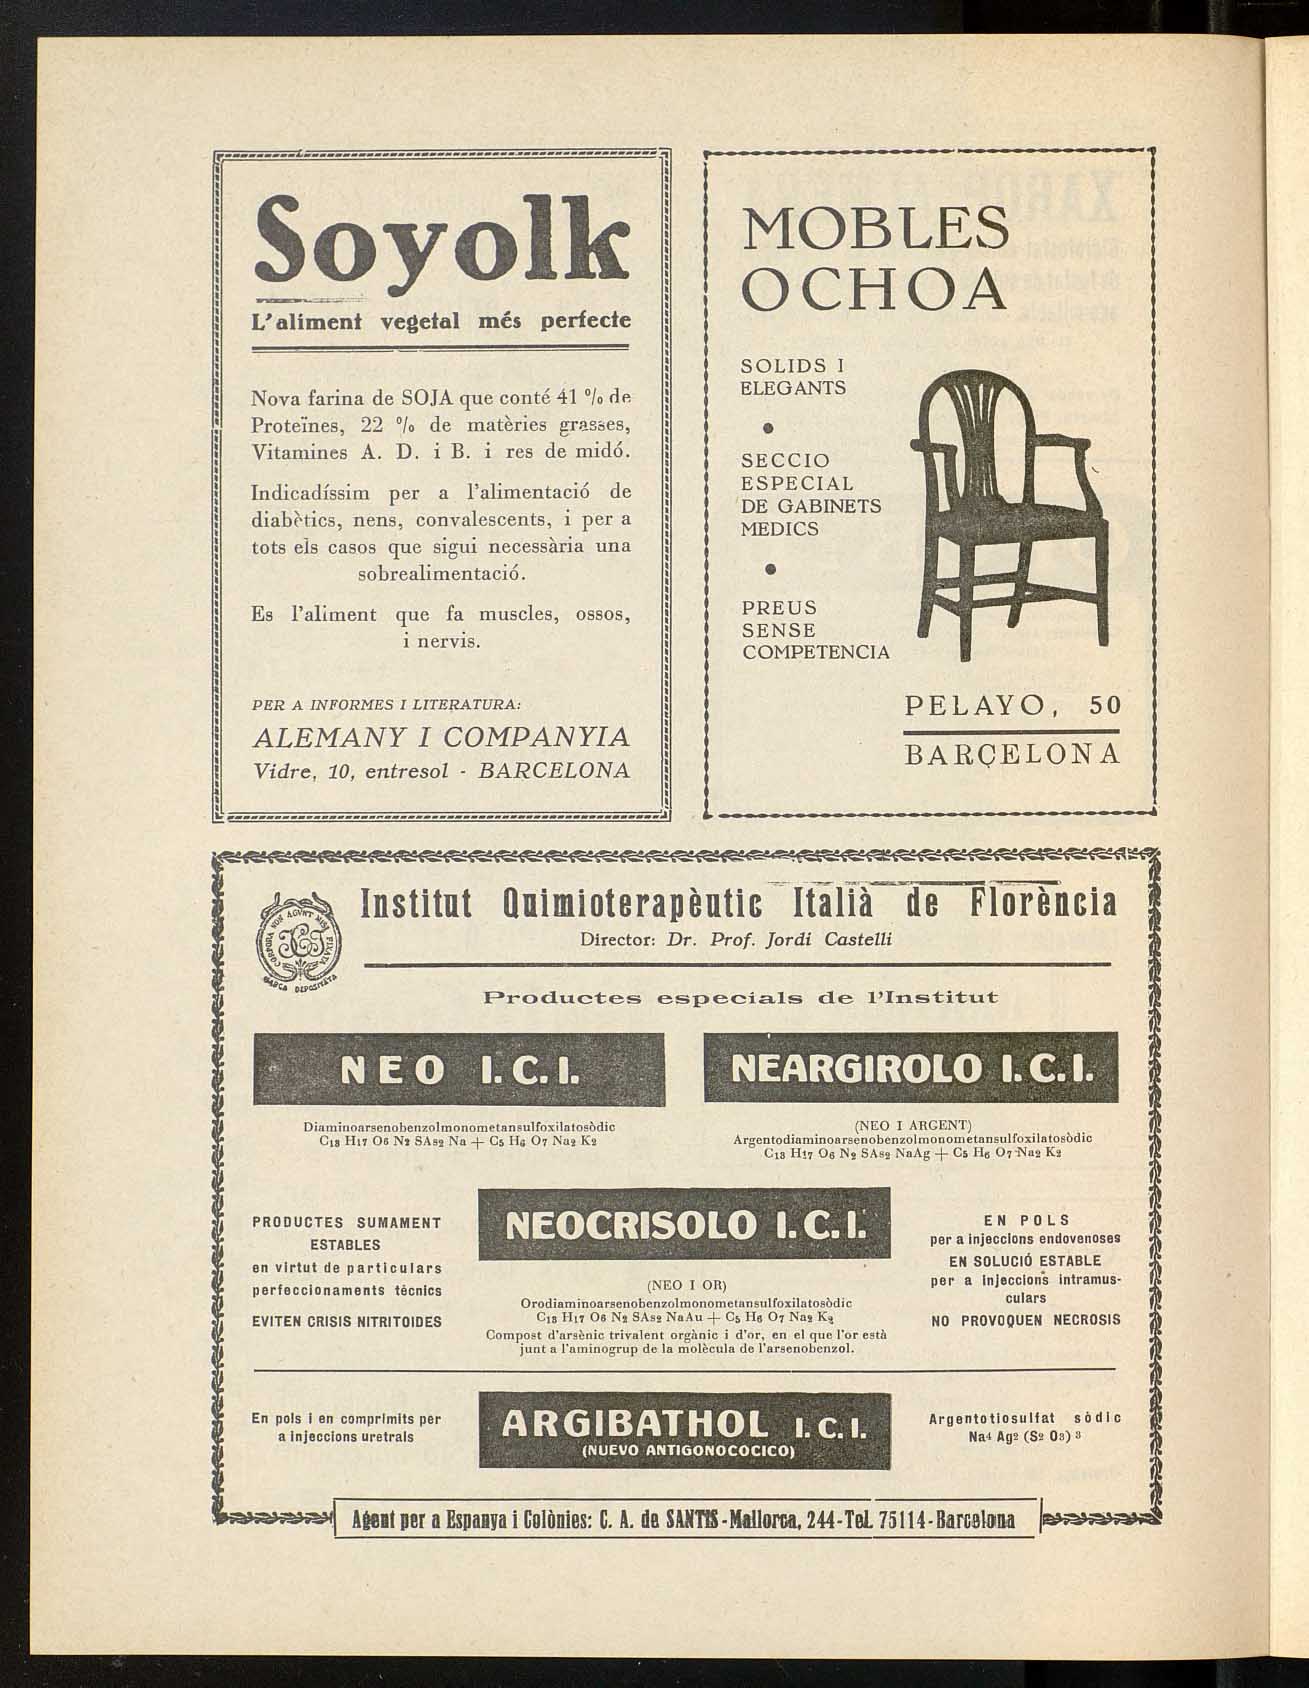 Soyolk
L'aliment vegetal més perfecte
Nova farina de SOJA que conté 41 % de
Proteïnes, 22 % de matèries grasses,
Vitamines A. D. i B. i res de midó.
Indicadíssim per a l'alimentació de
diabètics, nens, convalescents, i per a
tots els casos que sigui necessària una
sobrealimentació.
Es l'aliment que fa muscles, ossos,
i nervis.
PER A INFORMES I LITERATURA:
ALEMANY I COMPANYIA
Vidre, 10, entresol - BARCELONA
MOBLES
OCHOA
SOLIDS I
ELEGANTS
•
SECCIO
ESPECIAL
DE GABINETS
MEDICS
•
PREUS
SENSE
COMPETENCIA
PELAYO, 50
BARCELONA
Institut Quimioterapèutic Italià de Florència
Director: Dr. Prof. Jordi Castelli
CORPORA NON AGVNT NISI FIXATA
MARCA DEPOSITATA
Productes especials de l'Institut
NEO I. C. I.
Diaminoarsenobenzolmonometansulfoxilatosòdic
C13 H17 O6 N2 SAs2 Na + C5 H6 O7 Na2 K2
NEARGIROLO I. C. I.
(NEO I ARGENT)
Argentodiaminoarsenobenzolmonometansulfoxilatosòdic
C13 H17 O6 N2 SAs2 NaAg + C5 H6 O7 Na2 K2
PRODUCTES SUMAMENT
ESTABLES
en virtut de particulars
perfeccionaments tècnics
EVITEN CRISIS NITRITOIDES
NEOCRISOLO I. C. I.
(NEO I OR)
Orodiaminoarsenobenzolmonometansulfoxilatosòdic
C13 H17 O6 N2 SAs2 NaAu + C5 H6 O7 Na2 K2
Compost d'arsènic trivalent orgànic i d'or, en el que l'or està
junt a l'aminogrup de la molècula de l'arsenobenzol.
EN POLS
per a injeccions endovenoses
EN SOLUCIÓ ESTABLE
per a injeccions intramus-
culars
NO PROVOQUEN NECROSIS
En pols i en comprimits per
a injeccions uretrals
ARGIBATHOL I. C. I.
(NUEVO ANTIGONOCOCICO)
Argentotiosulfat sòdic
Na4 Ag2 (S2 O3) 3
Agent per a Espanya i Colònies: C. A. de SANTIS - Mallorca, 244 - Tel. 75114 - Barcelona